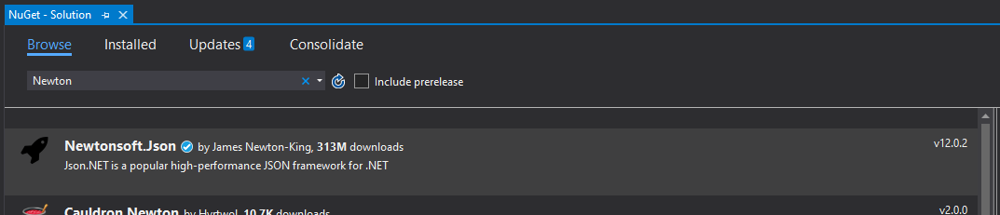 NuGet - Solution
Browse Installed Updates 4 Consolidate
Newton Include prerelease
Newtonsoft.Json by James Newton-King, 313M downloads v12.0.2
Json.NET is a popular high-performance JSON framework for .NET
Cauldron.Newton by Hyrtwol, 10.7K downloads v2.0.0